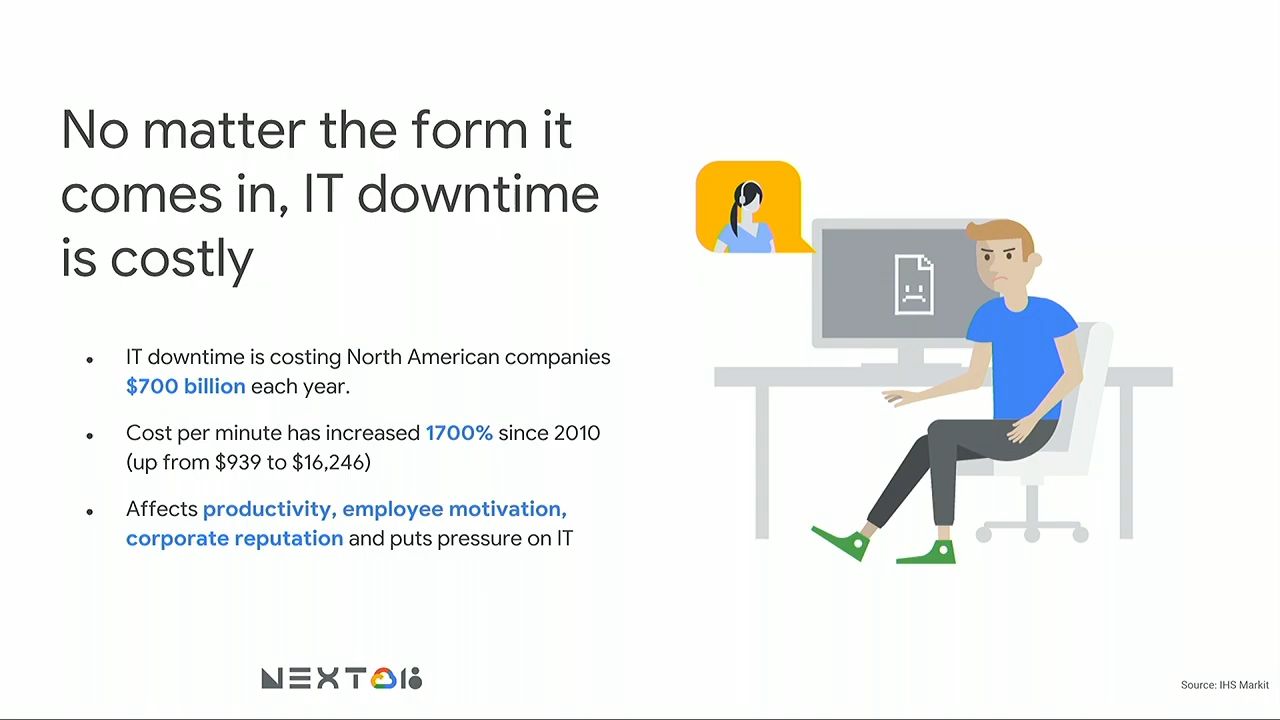 No matter the form it
comes in, IT downtime
is costly
• IT downtime is costing North American companies
$700 billion each year.
• Cost per minute has increased 1700% since 2010
(up from $939 to $16,246)
• Affects productivity, employee motivation,
corporate reputation and puts pressure on IT
NEXT 18
Source: IHS Markit